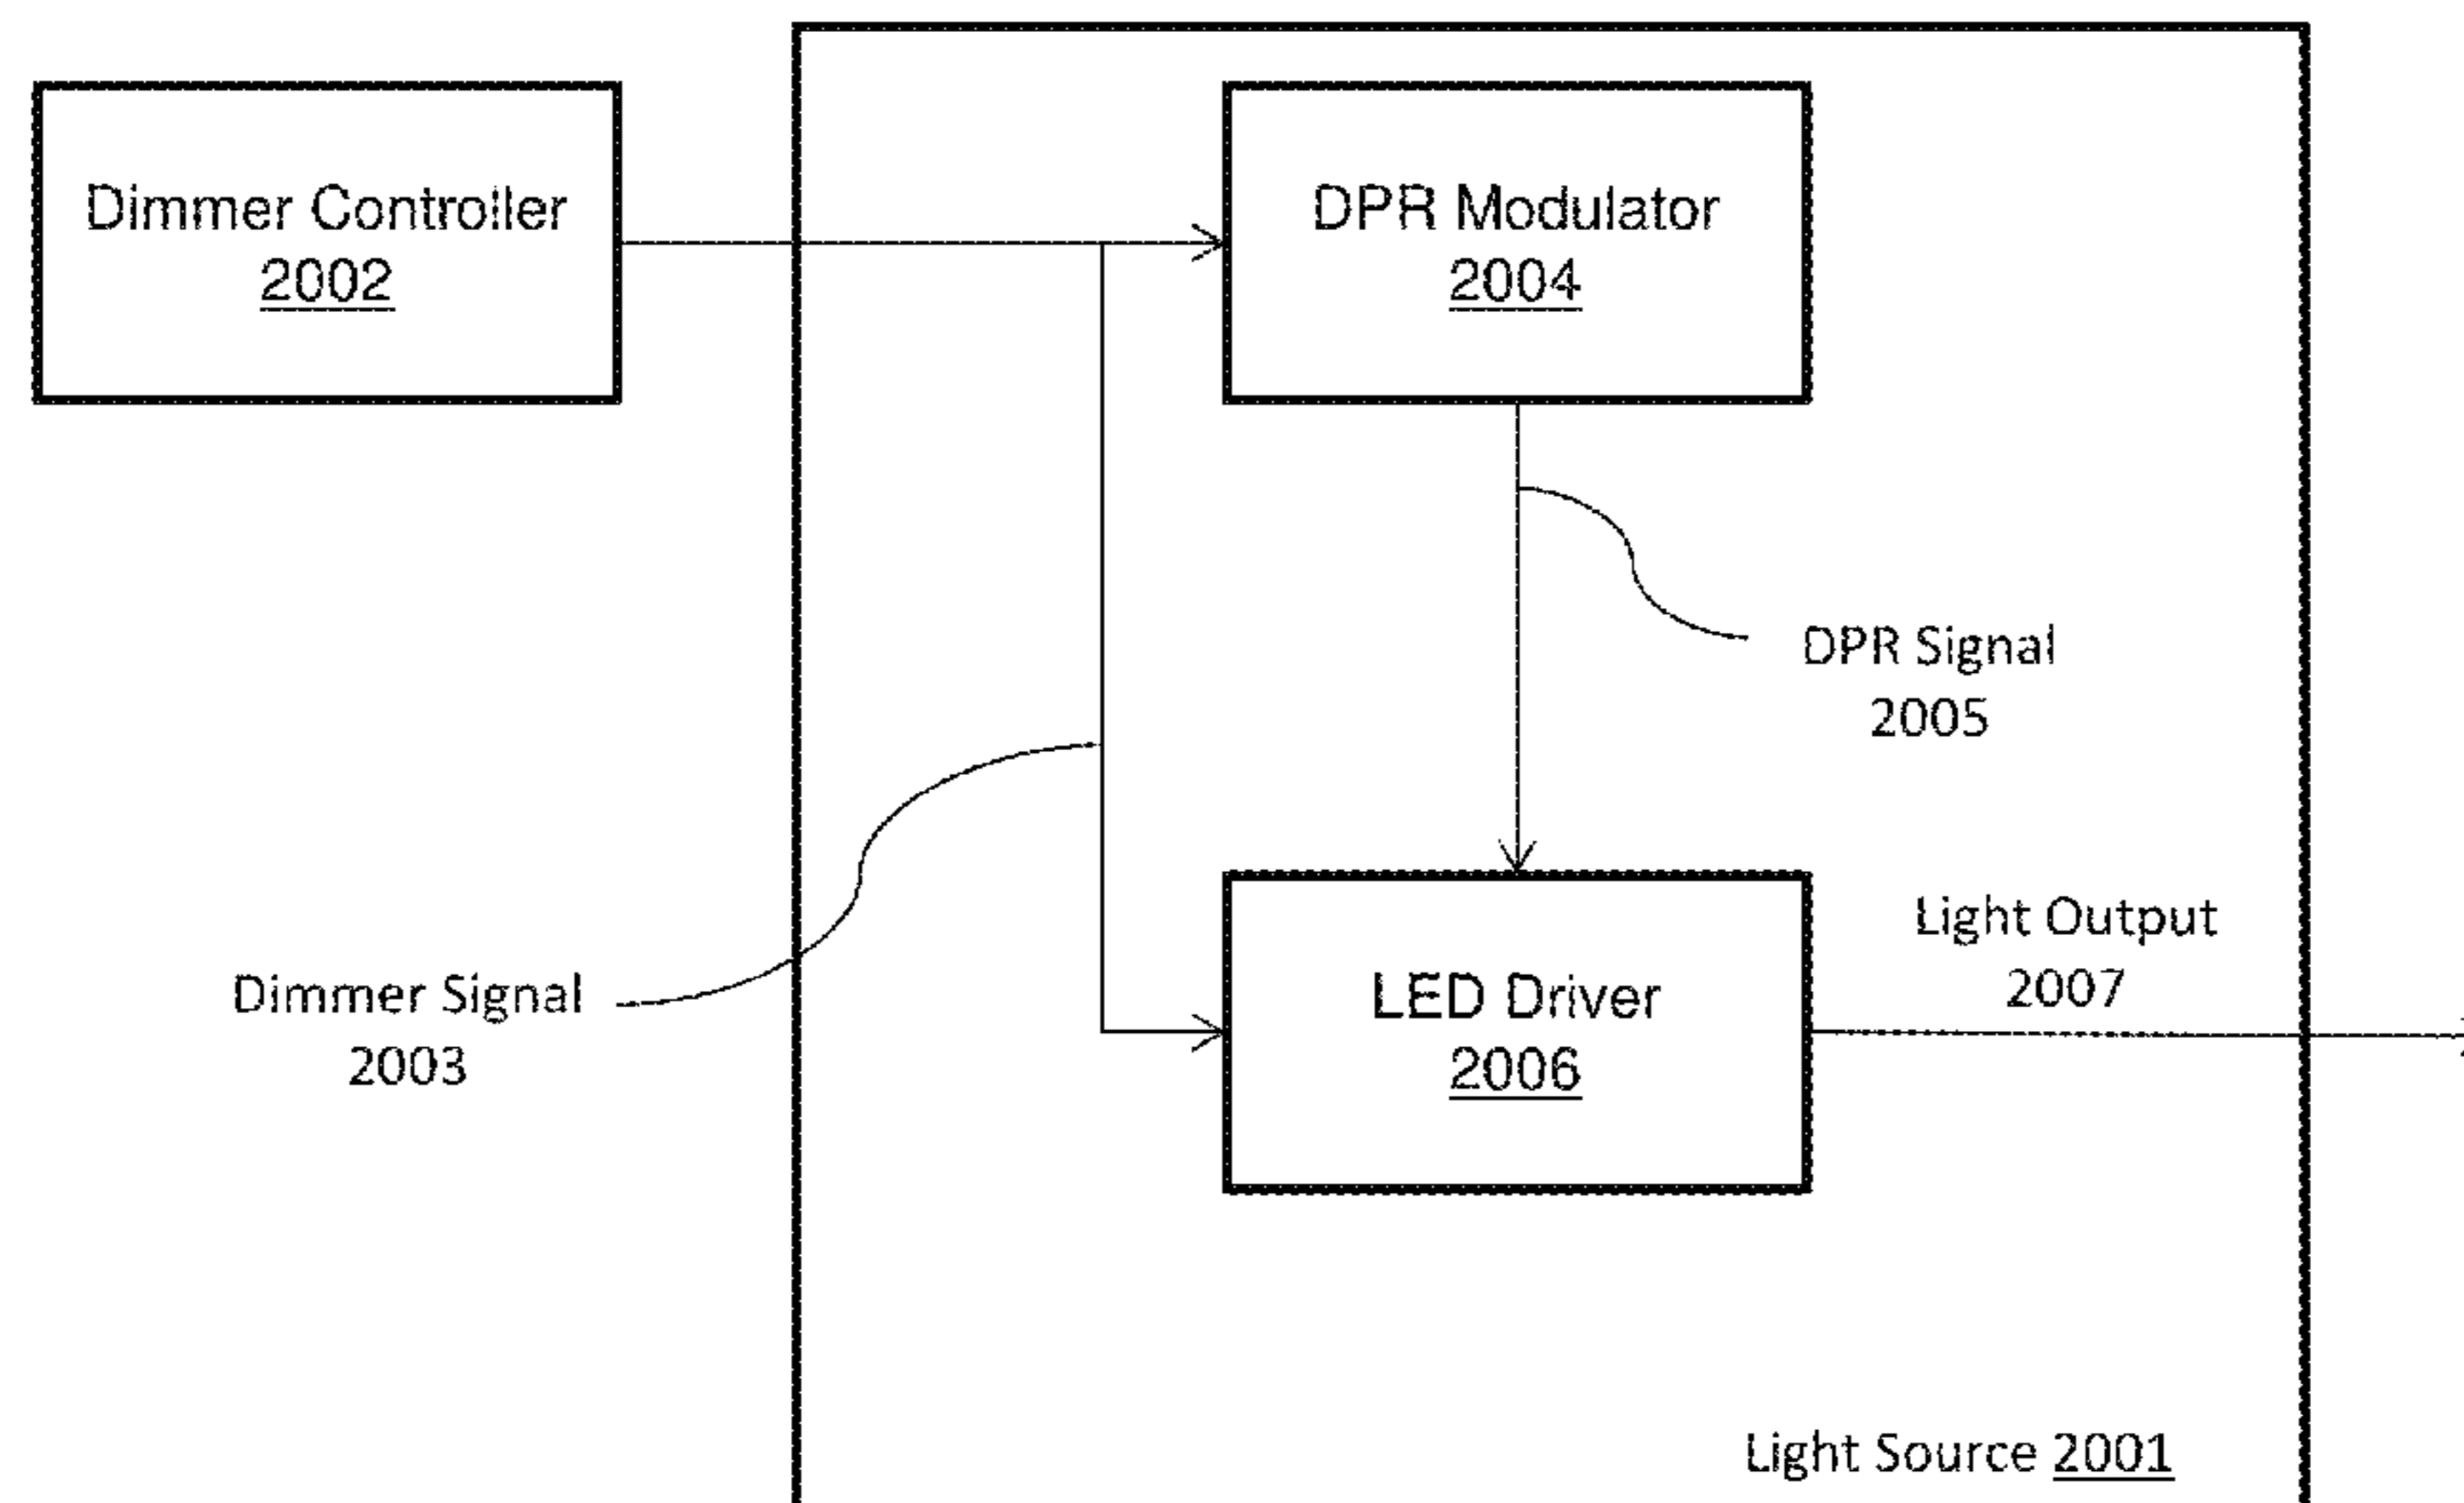 Dimmer Controller
2002
DPR Modulator
2004
DPR Signal
2005
Dimmer Signal
2003
LED Driver
2006
Light Output
2007
Light Source 2001